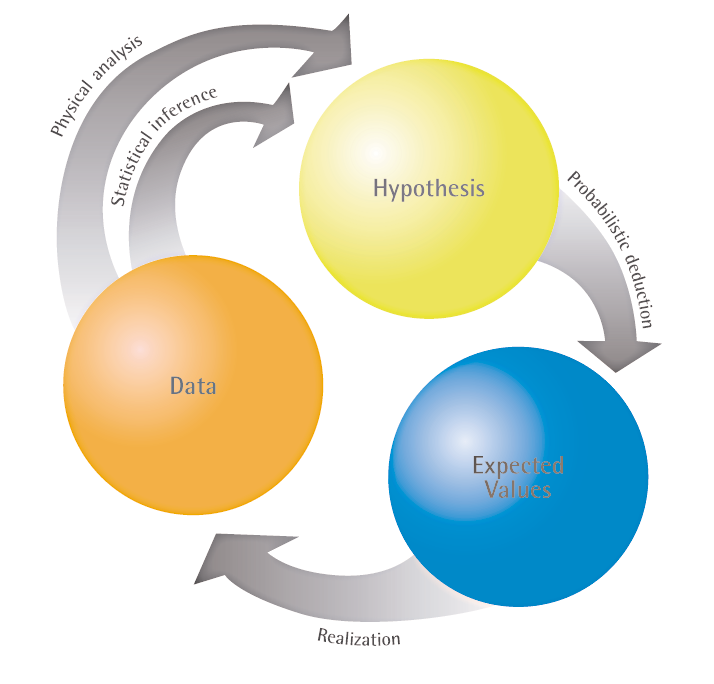 Physical analysis
Statistical inference
Hypothesis
Probabilistic deduction
Data
Expected
Values
Realization